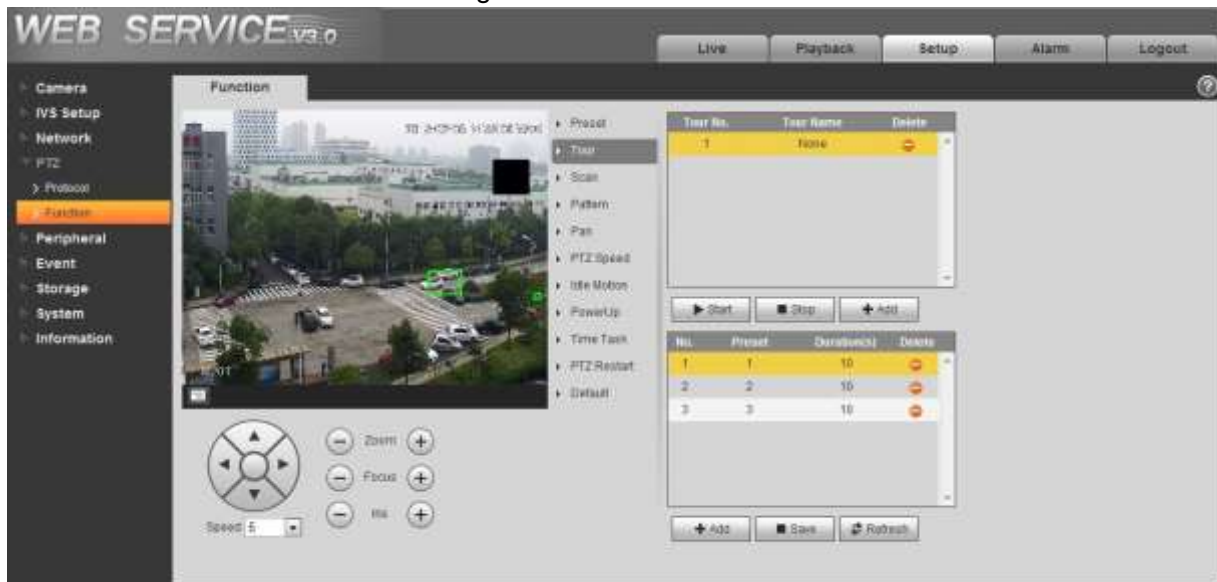 WEB SERVICE V3.0
Live Playback Setup Alarm Logout
Camera
IVS Setup
Network
PTZ
Protocol
Function
Peripheral
Event
Storage
System
Information
Function
Preset
Tour
Scan
Pattern
Pan
PTZ Speed
Idle Motion
PowerUp
Time Task
PTZ Restart
Default
Zoom
Focus
Iris
Speed 5
Tour No. Tour Name Delete
1 None
Start Stop Add
No. Preset Duration(s) Delete
1 1 10
2 2 10
3 3 10
Add Save Refresh